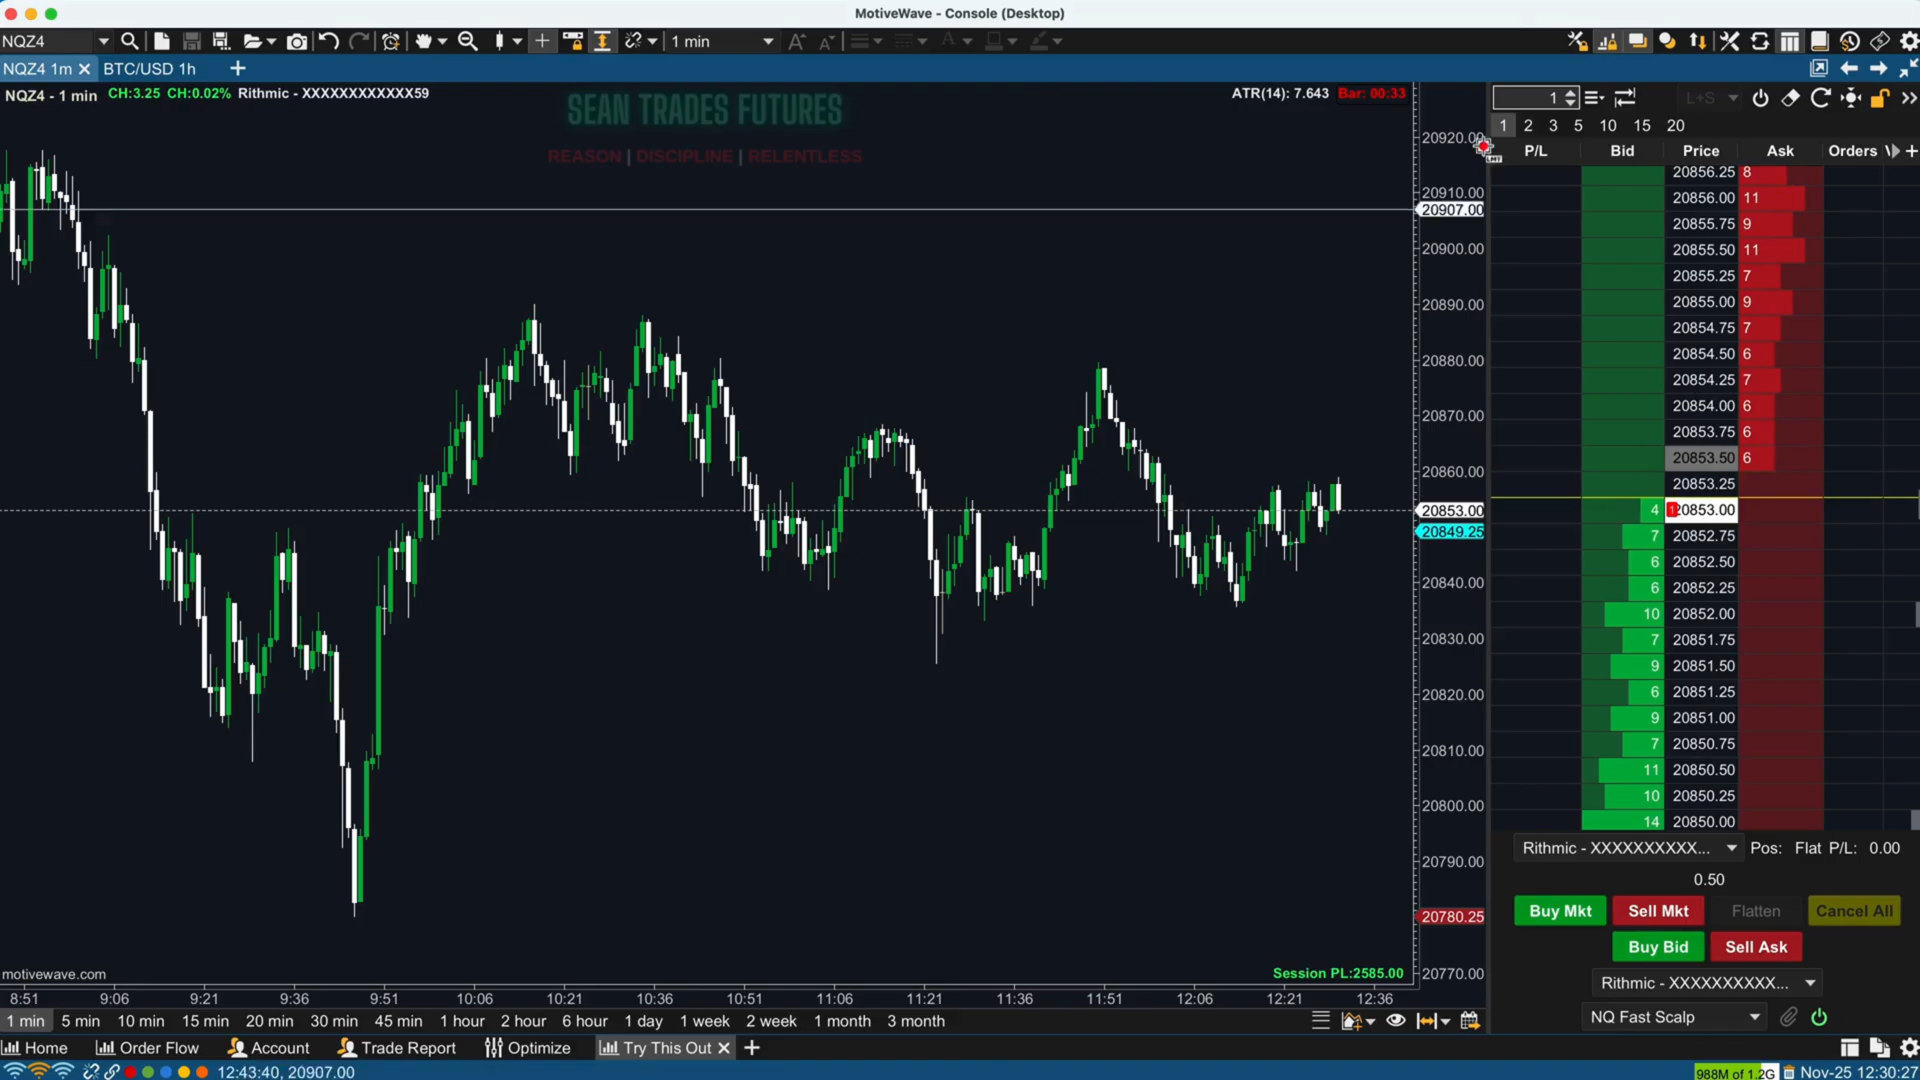 MotiveWave - Console (Desktop)
NQZ4
1 min
NQZ4 1m
BTC/USD 1h
NQZ4 - 1 min CH:3.25 CH:0.02% Rithmic - XXXXXXXXXXXX59
SEAN TRADES FUTURES
REASON | DISCIPLINE | RELENTLESS
ATR(14): 7.643 Bar: 00:33
20920.00
20910.00
20907.00
20900.00
20890.00
20880.00
20870.00
20860.00
20853.00
20849.25
20840.00
20830.00
20820.00
20810.00
20800.00
20790.00
20780.25
20770.00
LMT
1
L+S
1 2 3 5 10 15 20
P/L Bid Price Ask Orders
20856.25 8
20856.00 11
20855.75 9
20855.50 11
20855.25 7
20855.00 9
20854.75 7
20854.50 6
20854.25 7
20854.00 6
20853.75 6
20853.50 6
20853.25
4 20853.00
7 20852.75
6 20852.50
6 20852.25
10 20852.00
7 20851.75
9 20851.50
6 20851.25
9 20851.00
7 20850.75
11 20850.50
10 20850.25
14 20850.00
Rithmic - XXXXXXXXXX... Pos: Flat P/L: 0.00
0.50
Buy Mkt Sell Mkt Flatten Cancel All
Buy Bid Sell Ask
Rithmic - XXXXXXXXXX...
NQ Fast Scalp
motivewave.com
Session PL:2585.00
8:51 9:06 9:21 9:36 9:51 10:06 10:21 10:36 10:51 11:06 11:21 11:36 11:51 12:06 12:21 12:36
1 min 5 min 10 min 15 min 20 min 30 min 45 min 1 hour 2 hour 6 hour 1 day 1 week 2 week 1 month 3 month
Home Order Flow Account Trade Report Optimize Try This Out
12:43:40, 20907.00
988M of 1.2G
Nov-25 12:30:27